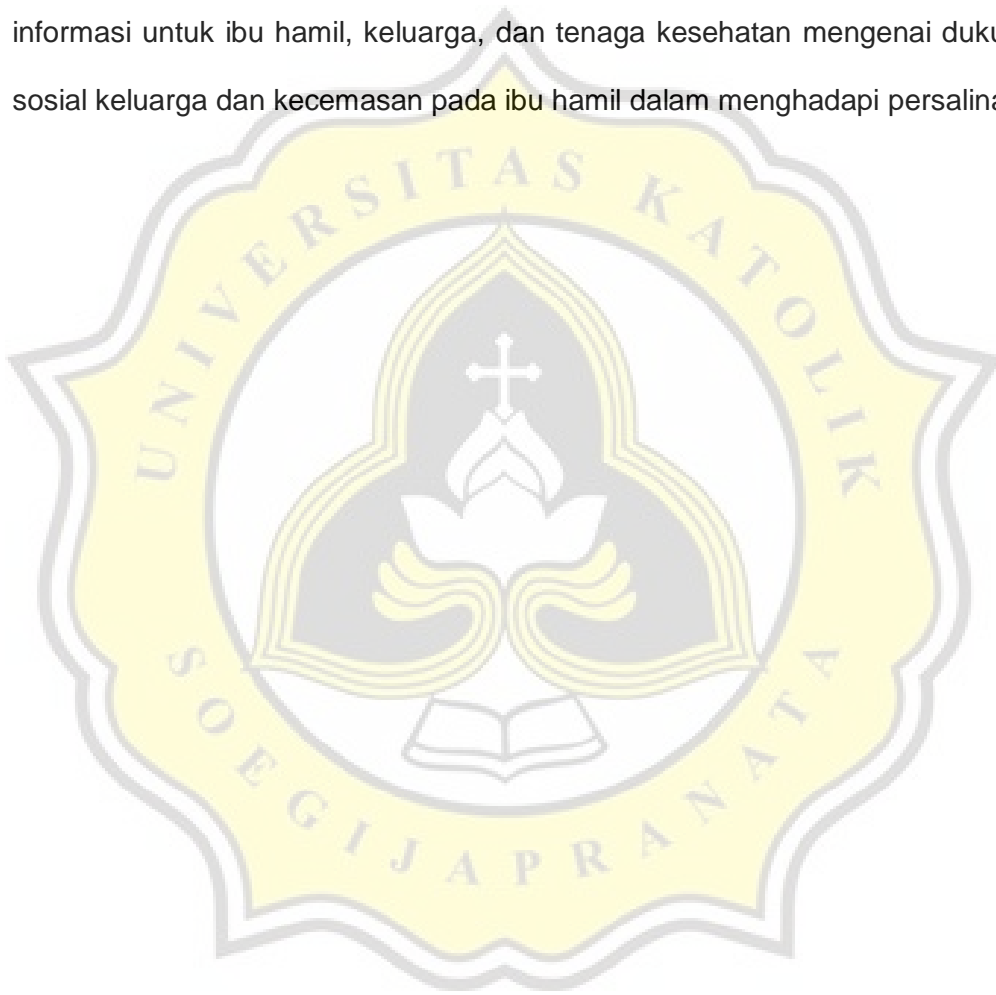 informasi untuk ibu hamil, keluarga, dan tenaga kesehatan mengenai duku
sosial keluarga dan kecemasan pada ibu hamil dalam menghadapi persalina
UNIVERSITAS KATOLIK
SOEGIJAPRANATA